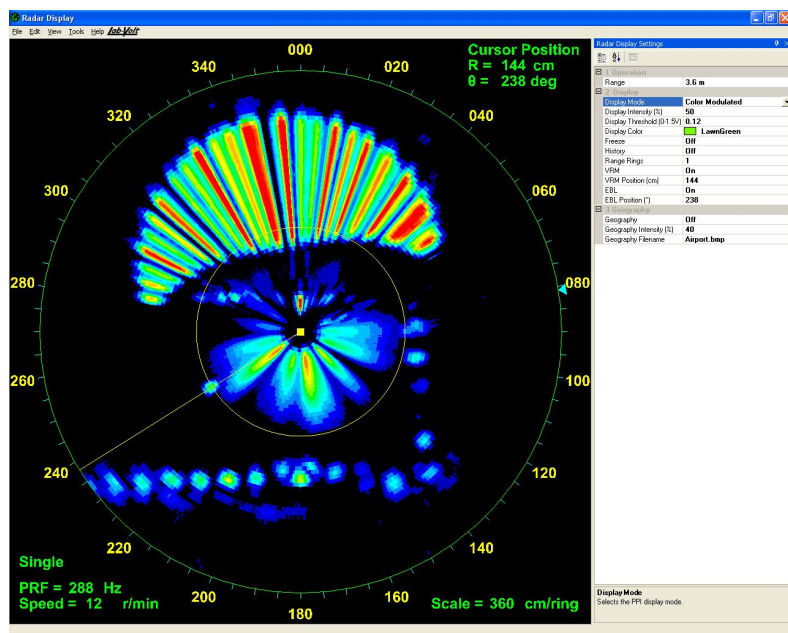 Radar Display
File Edit View Tools Help Lab-Volt
000
Cursor Position
R = 144 cm
θ = 238 deg
340
020
320
040
300
060
280
080
260
100
240
120
220
140
200
160
180
Single
PRF = 288 Hz
Speed = 12 r/min
Scale = 360 cm/ring
Radar Display Settings
1 Operation
Range 3.6 m
2 Display
Display Mode Color Modulated
Display Intensity (%) 50
Display Threshold (0-1.5V) 0.12
Display Color LawnGreen
Freeze Off
History Off
Range Rings 1
VRM On
VRM Position (cm) 144
EBL On
EBL Position (°) 238
3 Geography
Geography Off
Geography Intensity (%) 40
Geography Filename Airport.bmp
Display Mode
Selects the PPI display mode.